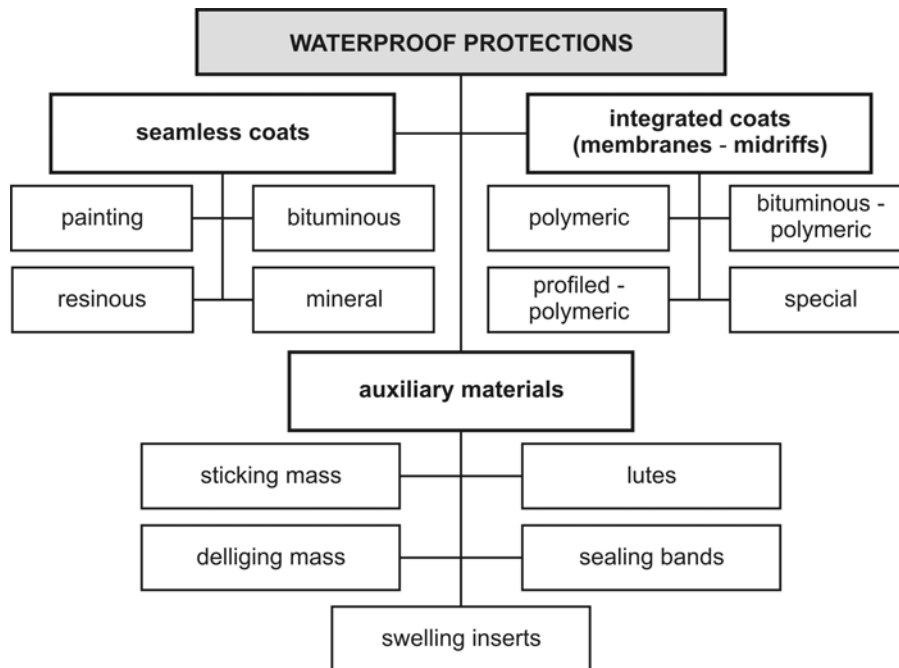 WATERPROOF PROTECTIONS
seamless coats
integrated coats
(membranes - midriffs)
painting
bituminous
polymeric
bituminous -
polymeric
resinous
mineral
profiled -
polymeric
special
auxiliary materials
sticking mass
lutes
delliging mass
sealing bands
swelling inserts